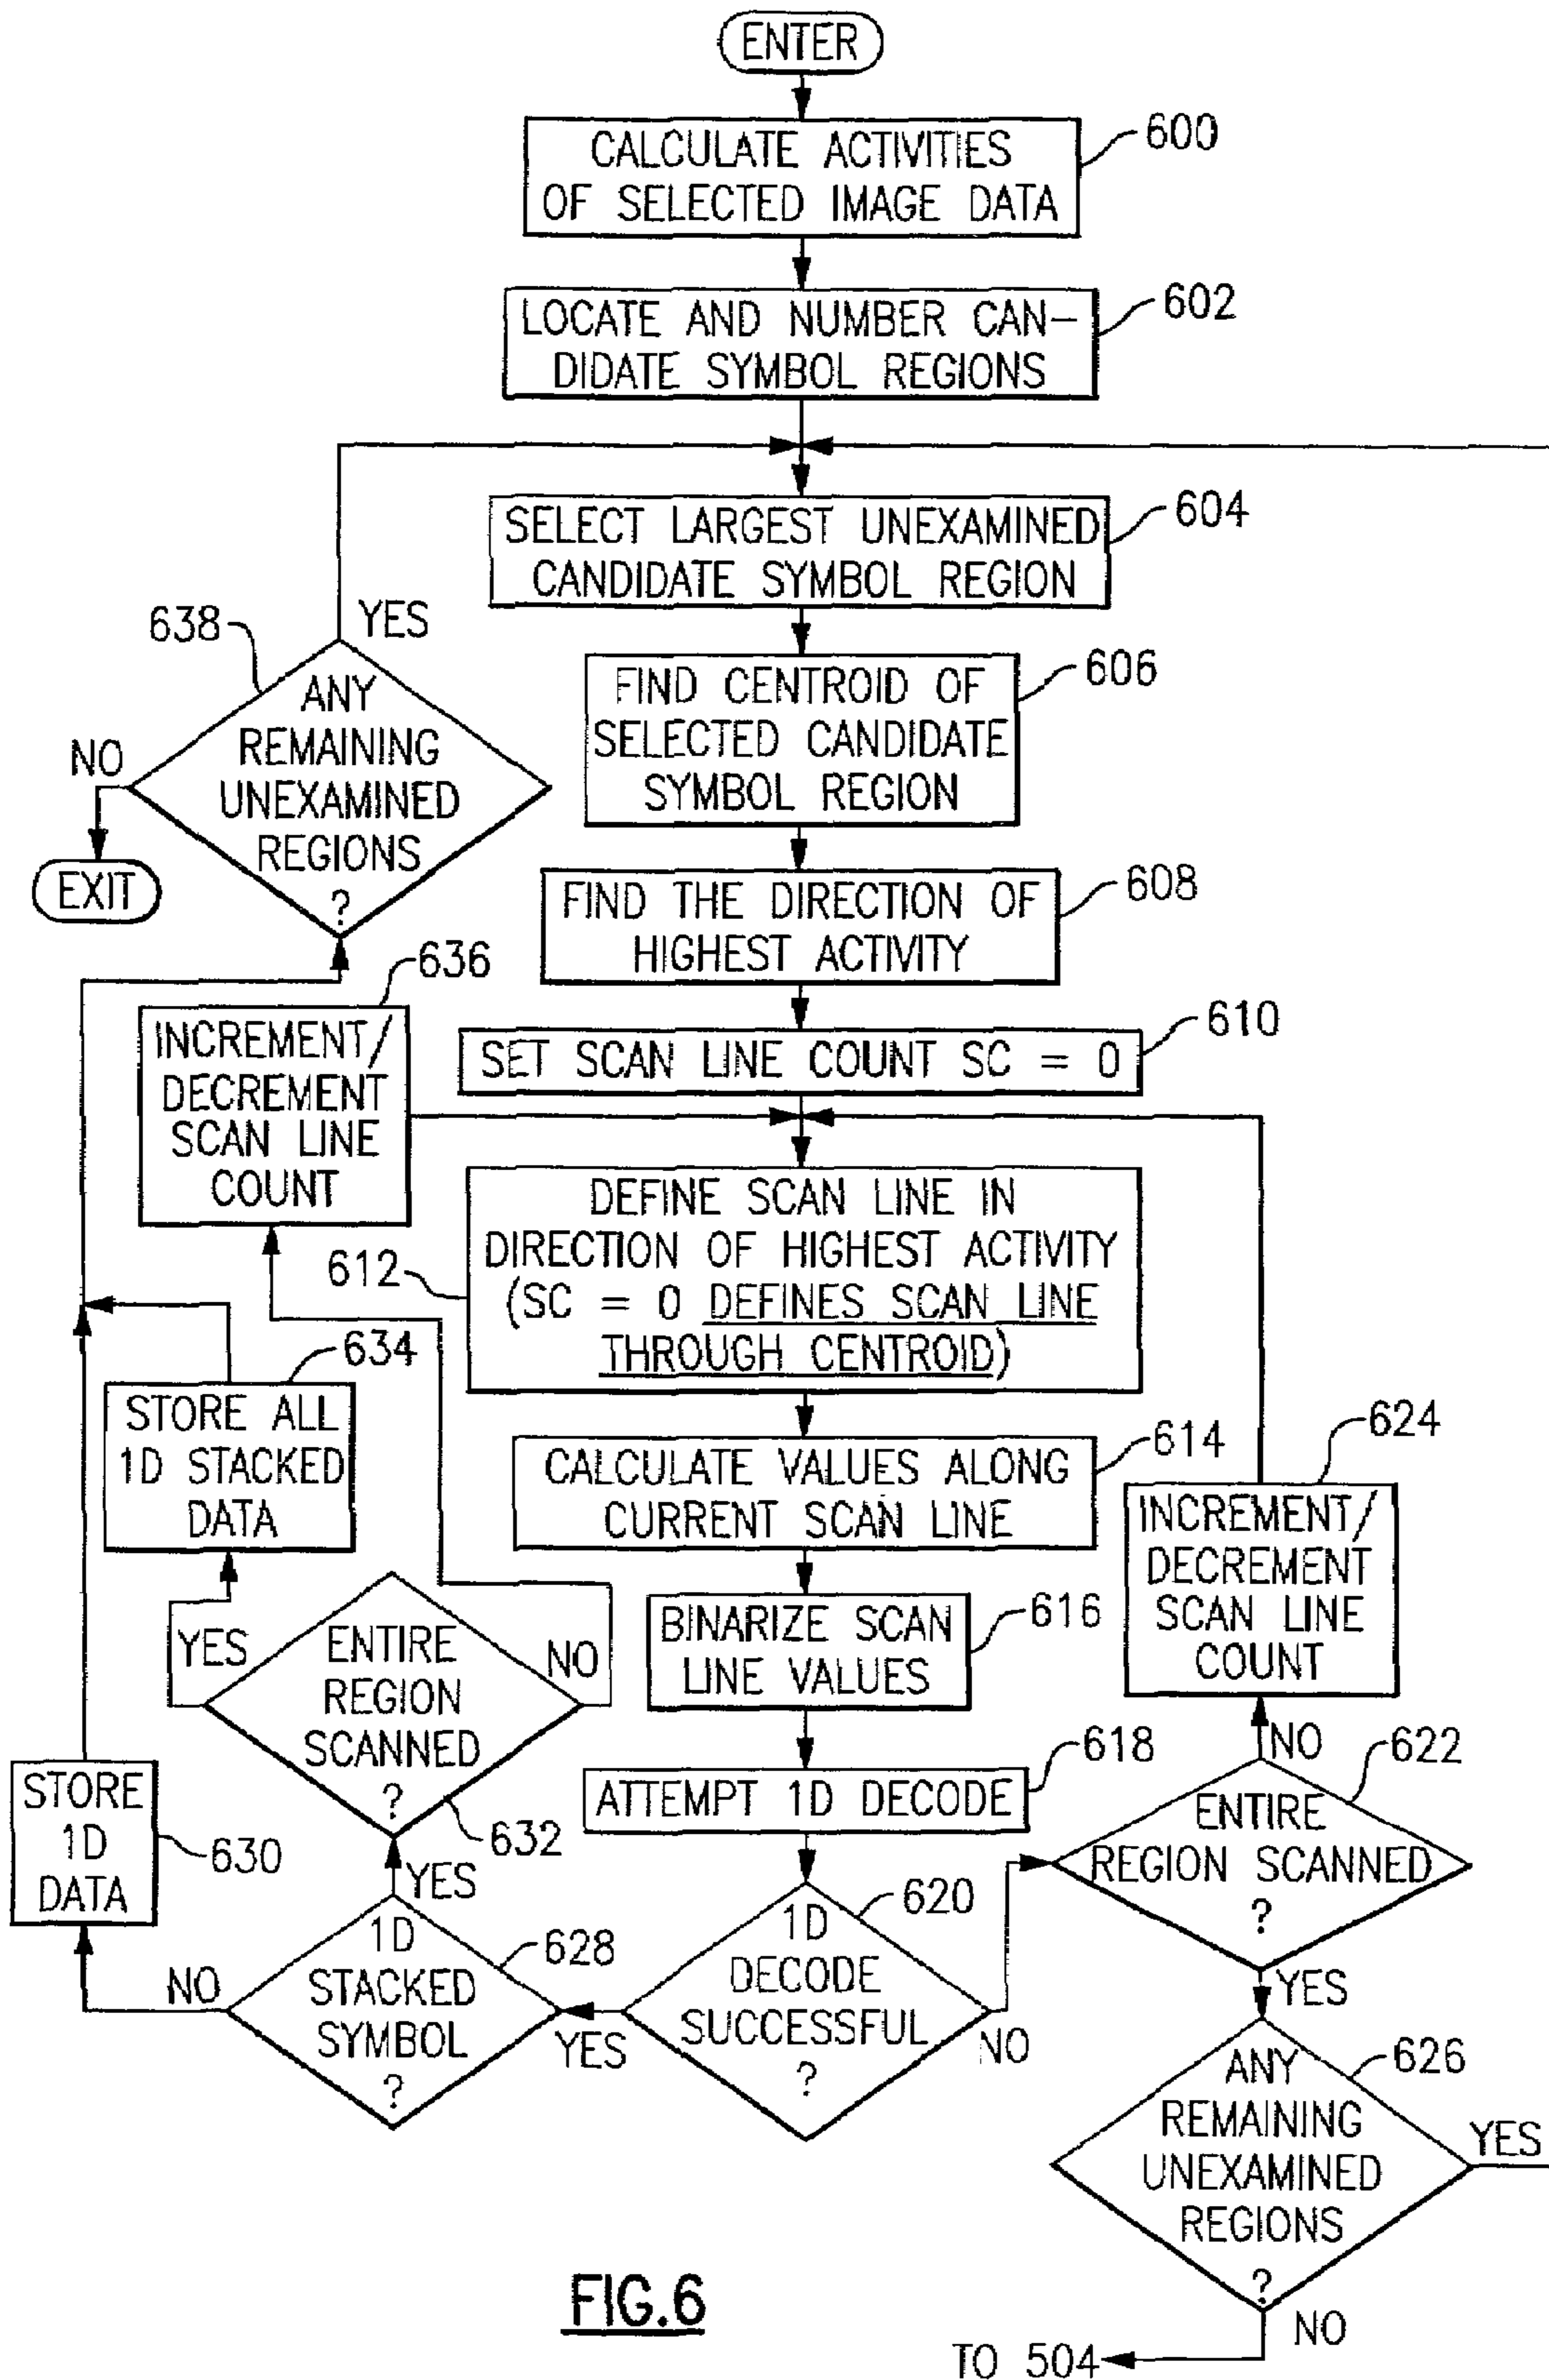 ENTER
CALCULATE ACTIVITIES
OF SELECTED IMAGE DATA
600
LOCATE AND NUMBER CAN-
DIDATE SYMBOL REGIONS
602
SELECT LARGEST UNEXAMINED
CANDIDATE SYMBOL REGION
604
638
YES
ANY
REMAINING
UNEXAMINED
REGIONS
?
NO
EXIT
FIND CENTROID OF
SELECTED CANDIDATE
SYMBOL REGION
606
FIND THE DIRECTION OF
HIGHEST ACTIVITY
608
636
INCREMENT/
DECREMENT
SCAN LINE
COUNT
SET SCAN LINE COUNT SC = 0
610
612
DEFINE SCAN LINE IN
DIRECTION OF HIGHEST ACTIVITY
(SC = 0 DEFINES SCAN LINE
THROUGH CENTROID)
634
STORE ALL
1D STACKED
DATA
CALCULATE VALUES ALONG
CURRENT SCAN LINE
614
624
INCREMENT/
DECREMENT
SCAN LINE
COUNT
BINARIZE SCAN
LINE VALUES
616
YES
ENTIRE
REGION
SCANNED
?
NO
632
ATTEMPT 1D DECODE
618
NO
622
ENTIRE
REGION SCANNED
?
YES
STORE
1D
DATA
630
YES
1D
STACKED
SYMBOL
?
628
NO
YES
1D
DECODE
SUCCESSFUL
?
620
NO
ANY
REMAINING
UNEXAMINED
REGIONS
?
626
YES
NO
TO 504
FIG.6